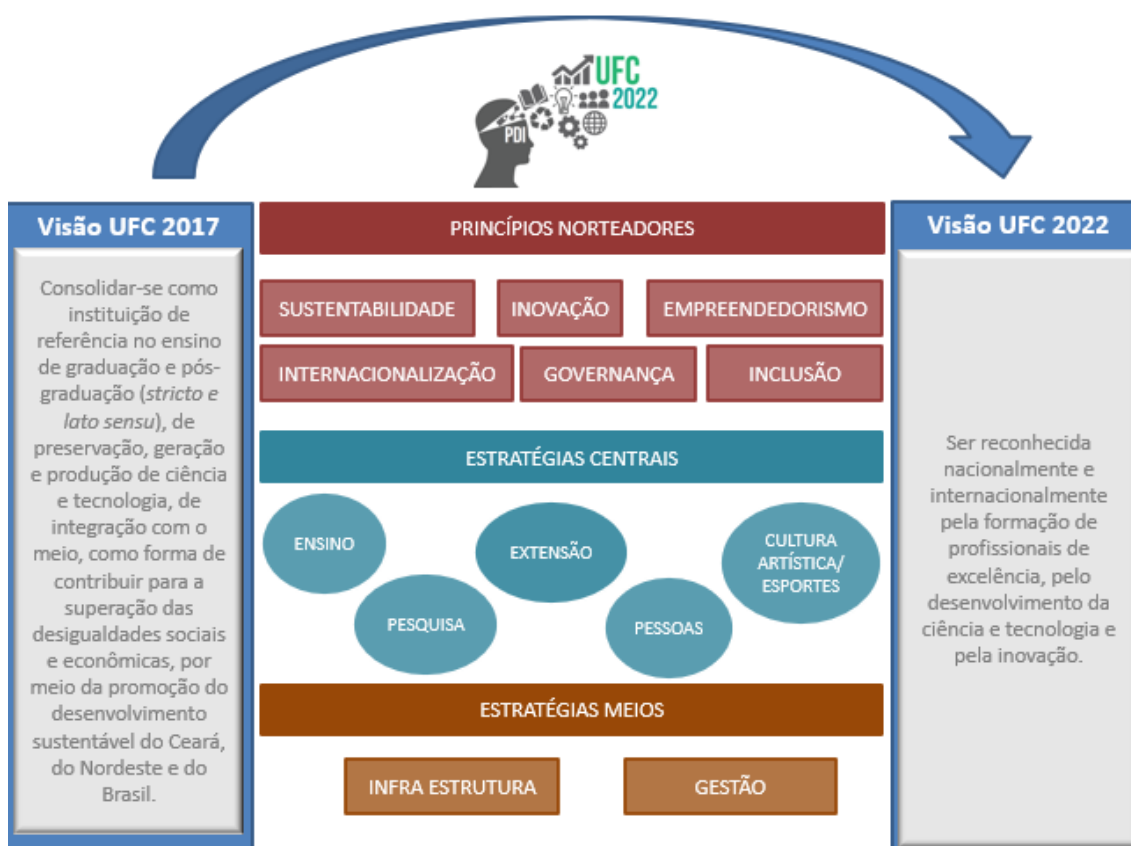 UFC
2022
PDI
Visão UFC 2017
Consolidar-se como
instituição de
referência no ensino
de graduação e pós-
graduação (stricto e
lato sensu), de
preservação, geração
e produção de ciência
e tecnologia, de
integração com o
meio, como forma de
contribuir para a
superação das
desigualdades sociais
e econômicas, por
meio da promoção do
desenvolvimento
sustentável do Ceará,
do Nordeste e do
Brasil.
PRINCÍPIOS NORTEADORES
SUSTENTABILIDADE
INOVAÇÃO
EMPREENDEDORISMO
INTERNACIONALIZAÇÃO
GOVERNANÇA
INCLUSÃO
ESTRATÉGIAS CENTRAIS
ENSINO
EXTENSÃO
CULTURA
ARTÍSTICA/
ESPORTES
PESQUISA
PESSOAS
ESTRATÉGIAS MEIOS
INFRA ESTRUTURA
GESTÃO
Visão UFC 2022
Ser reconhecida
nacionalmente e
internacionalmente
pela formação de
profissionais de
excelência, pelo
desenvolvimento da
ciência e tecnologia e
pela inovação.